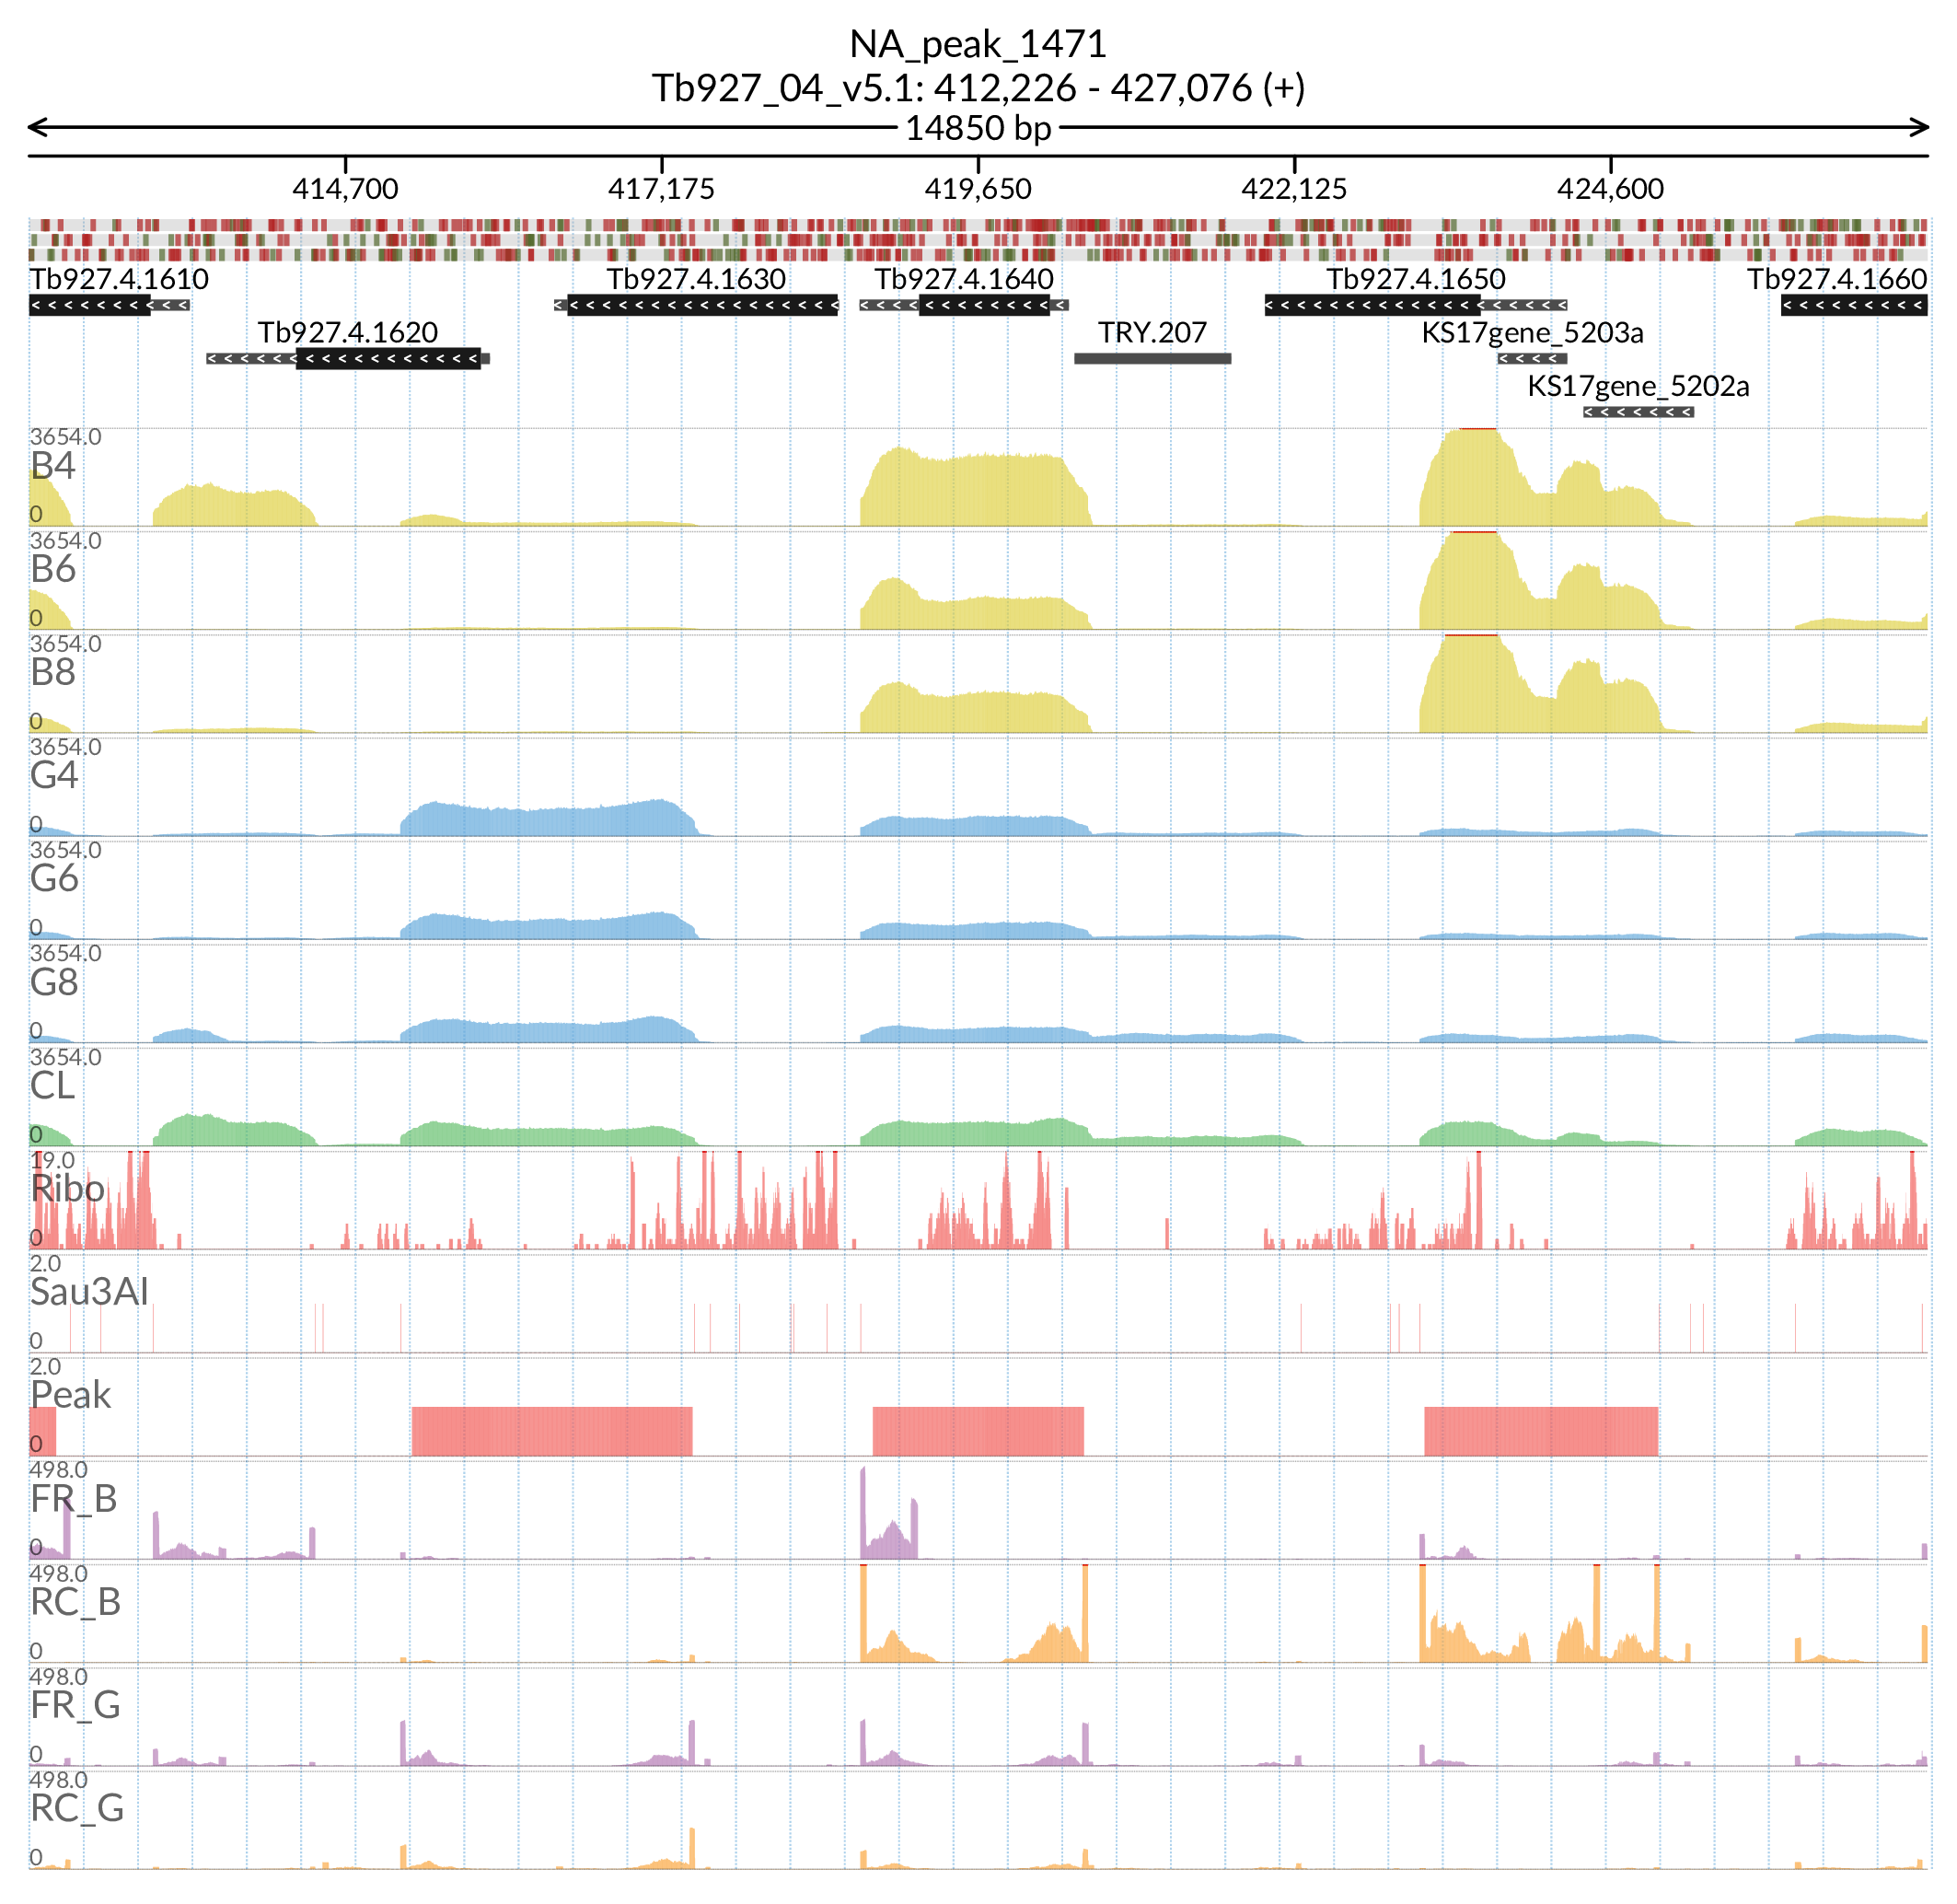 NA_peak_1471
Tb927_04_v5.1: 412,226 - 427,076 (+)
14850 bp
414,700 417,175 419,650 422,125 424,600
Tb927.4.1610 Tb927.4.1630 Tb927.4.1640 Tb927.4.1650 Tb927.4.1660
Tb927.4.1620 TRY.207 KS17gene_5203a
KS17gene_5202a
3654.0
B4
0
3654.0
B6
0
3654.0
B8
0
3654.0
G4
0
3654.0
G6
0
3654.0
G8
0
3654.0
CL
0
19.0
Ribo
0
2.0
Sau3AI
0
2.0
Peak
0
498.0
FR_B
0
498.0
RC_B
0
498.0
FR_G
0
498.0
RC_G
0